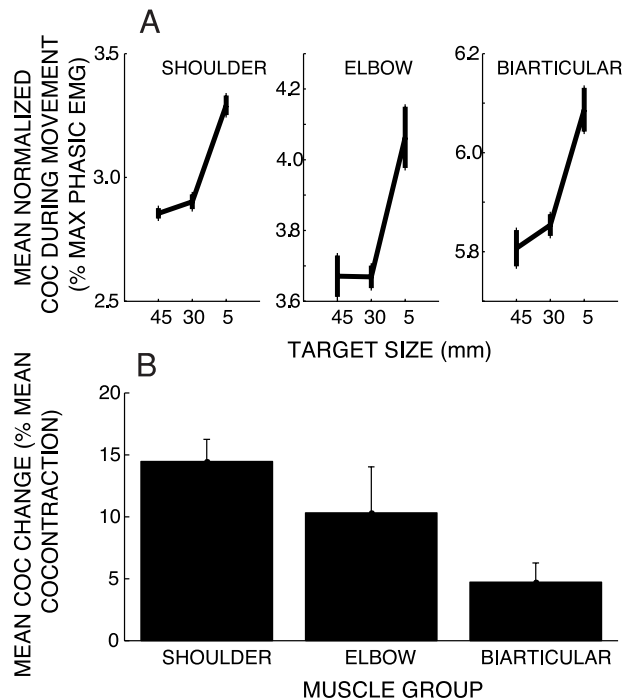 A
MEAN NORMALIZED
COC DURING MOVEMENT
(% MAX PHASIC EMG)
3.5
3.0
2.5
SHOULDER
45 30 5
4.2
4.0
3.8
3.6
ELBOW
45 30 5
6.2
6.0
5.8
BIARTICULAR
45 30 5
TARGET SIZE (mm)
B
MEAN COC CHANGE (% MEAN
COCONTRACTION)
20
15
10
5
0
SHOULDER ELBOW BIARTICULAR
MUSCLE GROUP